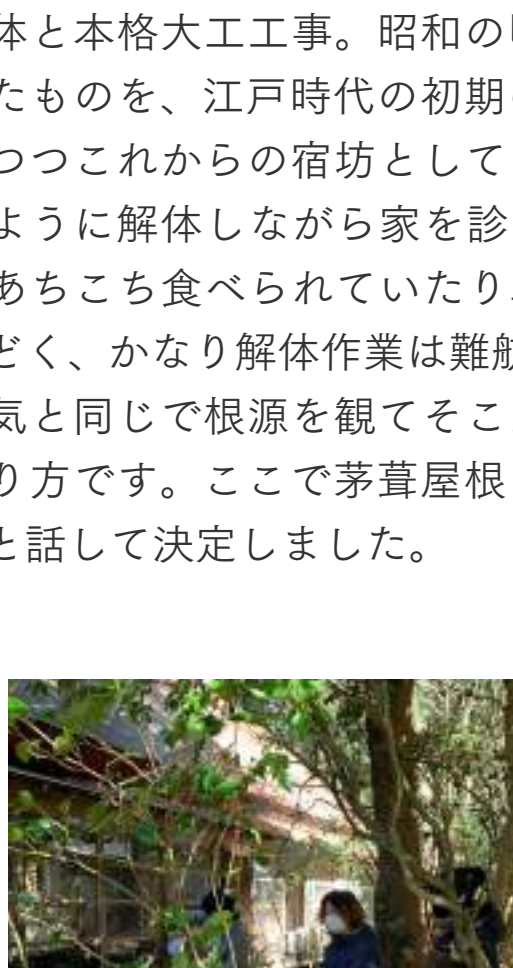 体と本格大工工事。昭和の
たものを、江戸時代の初期
つつこれからの宿坊として
ように解体しながら家を診
あちこち食べられていたり
どく、かなり解体作業は難航
気と同じで根源を観てそこ
り方です。ここで茅葺屋根
と話して決定しました。